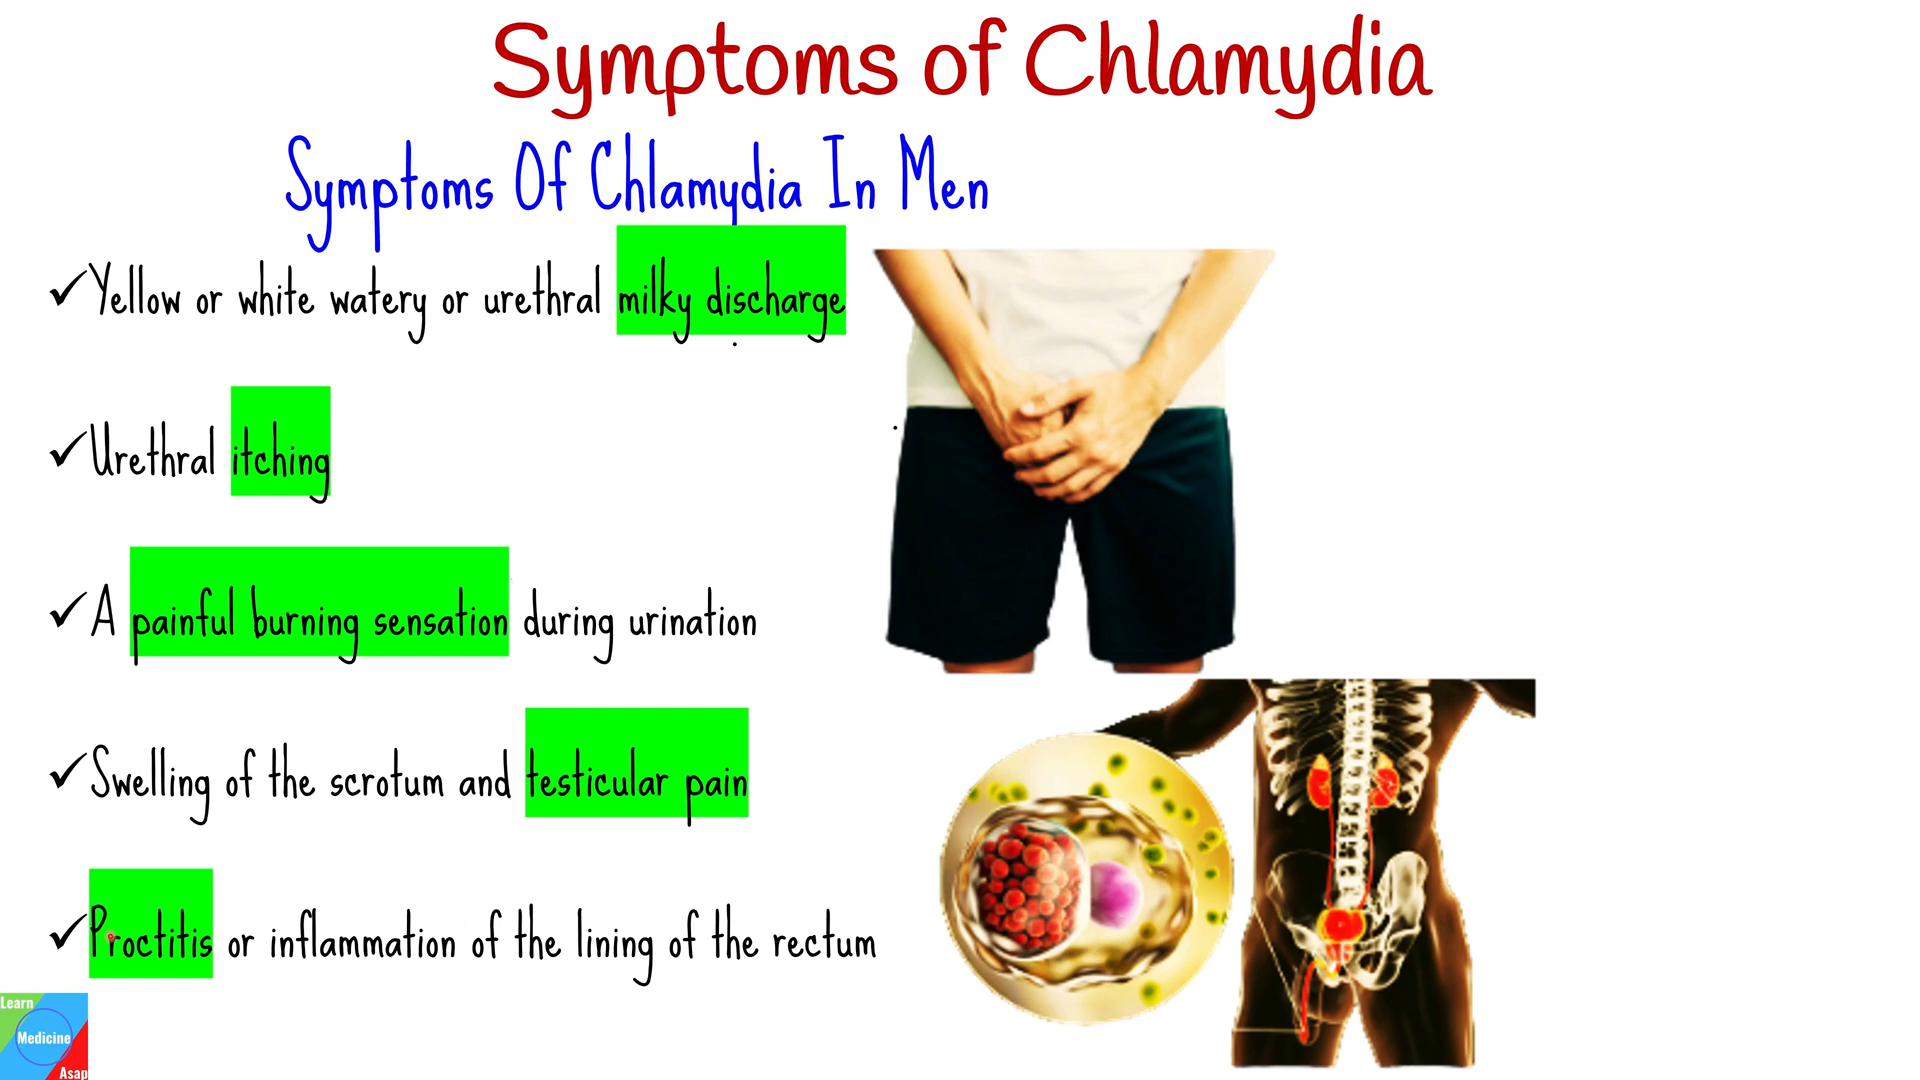 Symptoms of Chlamydia
Symptoms Of Chlamydia In Men
✓Yellow or white watery or urethral milky discharge
✓Urethral itching
✓A painful burning sensation during urination
✓Swelling of the scrotum and testicular pain
✓Proctitis or inflammation of the lining of the rectum
Learn
Medicine
Asap